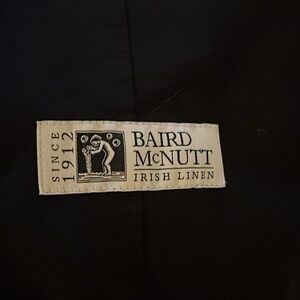 SINCE
1912
BAIRD
MCNUTT
IRISH LINEN